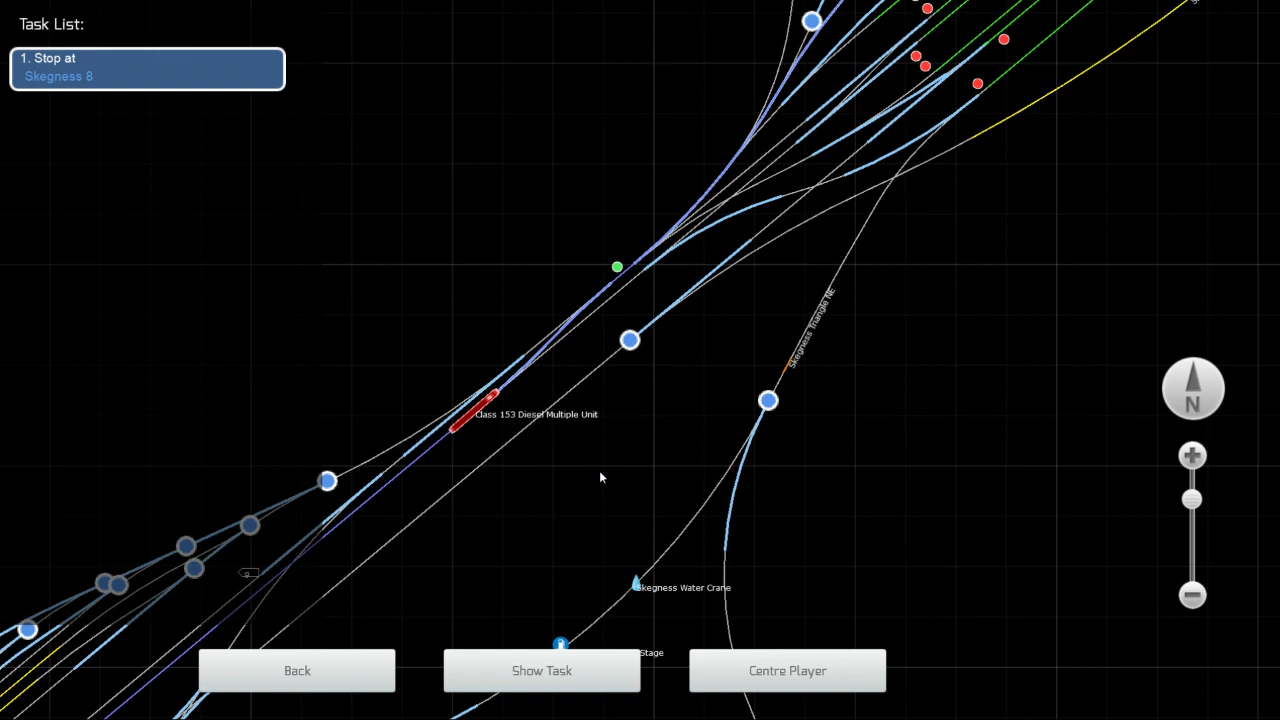 Task List:
1. Stop at
Skegness 8
Class 153 Diesel Multiple Unit
Skegness Triangle NE
N
Skegness Water Crane
Stage
Back
Show Task
Centre Player